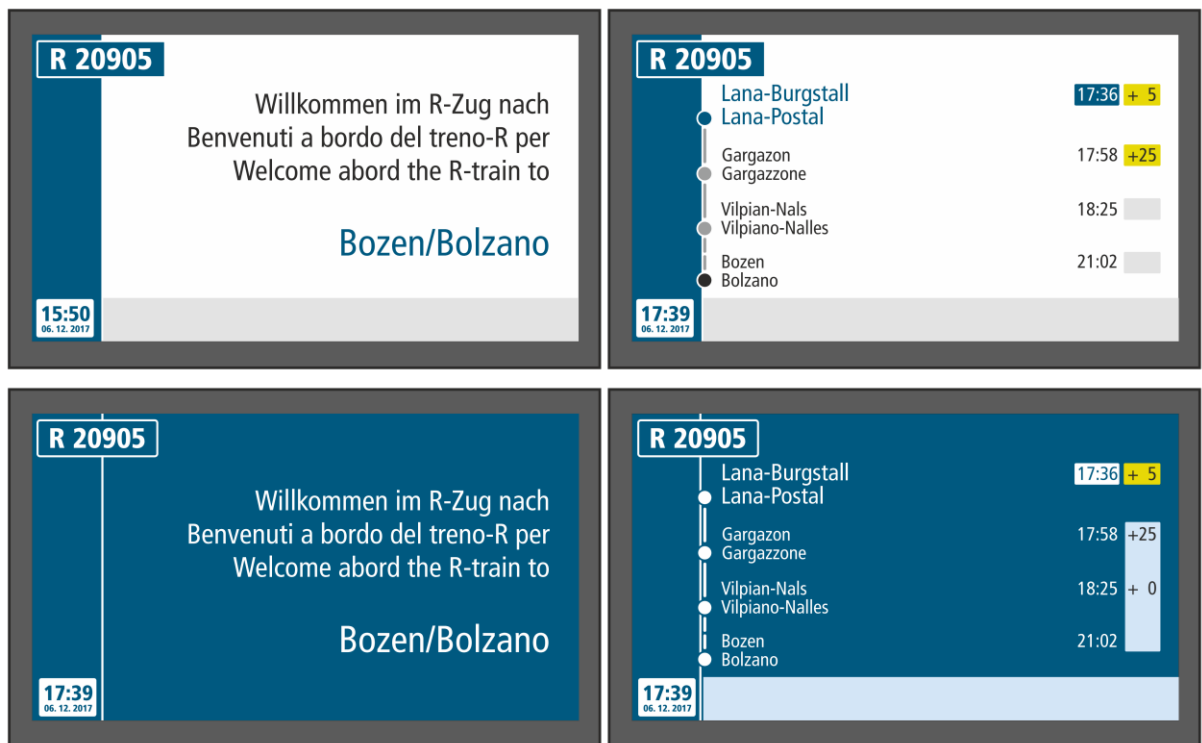 R 20905
Willkommen im R-Zug nach
Benvenuti a bordo del treno-R per
Welcome abord the R-train to
Bozen/Bolzano
15:50
06. 12. 2017
R 20905
Lana-Burgstall 17:36 + 5
Lana-Postal
Gargazon 17:58 +25
Gargazzone
Vilpian-Nals 18:25
Vilpiano-Nalles
Bozen 21:02
Bolzano
17:39
06. 12. 2017
R 20905
Willkommen im R-Zug nach
Benvenuti a bordo del treno-R per
Welcome abord the R-train to
Bozen/Bolzano
17:39
06. 12. 2017
R 20905
Lana-Burgstall 17:36 + 5
Lana-Postal
Gargazon 17:58 +25
Gargazzone
Vilpian-Nals 18:25 + 0
Vilpiano-Nalles
Bozen 21:02
Bolzano
17:39
06. 12. 2017